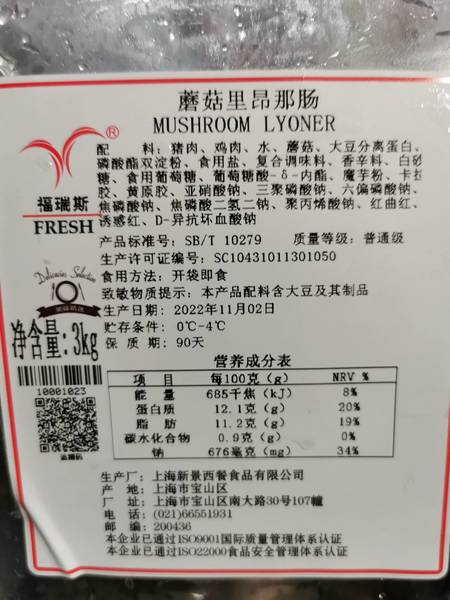 蘑菇里昂那肠
MUSHROOM LYONER
®
福瑞斯
FRESH
配 料:猪肉、鸡肉、水、蘑菇、大豆分离蛋白、
磷酸酯双淀粉、食用盐、复合调味料、香辛料、白砂
糖、食用葡萄糖、葡萄糖酸-δ-内酯、魔芋粉、卡拉
胶、黄原胶、亚硝酸钠、三聚磷酸钠、六偏磷酸钠、
焦磷酸钠、焦磷酸二氢二钠、聚丙烯酸钠、红曲红、
诱惑红、D-异抗坏血酸钠
产品标准号: SB/T 10279 质量等级: 普通级
生产许可证编号: SC10431011301050
食用方法: 开袋即食
致敏物质提示: 本产品配料含大豆及其制品
生产日期: 2022年11月02日
贮存条件: 0℃-4℃
保 质 期: 90天
Delicious Selection
净含量:3kg
10001023
营养成分表
项 目 每100克 (g) NRV %
能 量 685千焦 (kJ) 8%
蛋白质 12.1克 (g) 20%
脂 肪 11.2克 (g) 19%
碳水化合物 0.9克 (g) 0%
钠 676毫克 (mg) 34%
生产厂: 上海新景西餐食品有限公司
产 地: 上海市宝山区
厂 址: 上海市宝山区南大路30号107幢
电 话: (021)66551931
邮 编: 200436
本企业已通过ISO9001国际质量管理体系认证
本企业已通过ISO22000食品安全管理体系认证